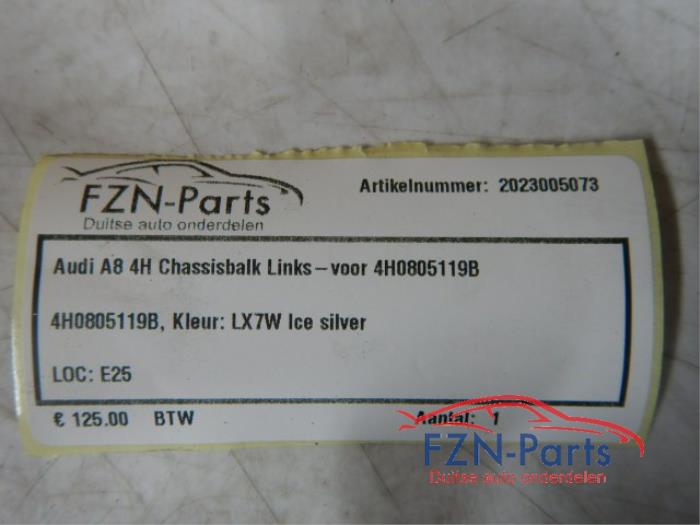 FZN-Parts
Duitse auto onderdelen
Artikelnummer: 2023005073
Audi A8 4H Chassisbalk Links-voor 4H0805119B
4H0805119B, Kleur: LX7W Ice silver
LOC: E25
€ 125.00 BTW
Aantal: 1
FZN-Parts
Duitse auto onderdelen